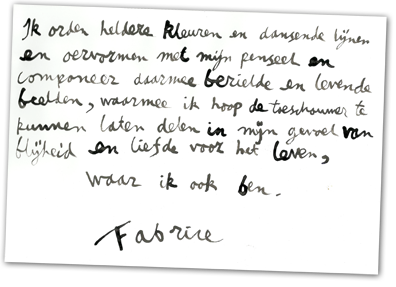 Ik orden heldere kleuren en dansende lijnen
en oervormen met mijn penseel en
componeer daarmee bezielde en levende
beelden, waarmee ik hoop de toeschouwer te
kunnen laten delen in mijn gevoel van
blijheid en liefde voor het leven,
waar ik ook ben.
Fabrice